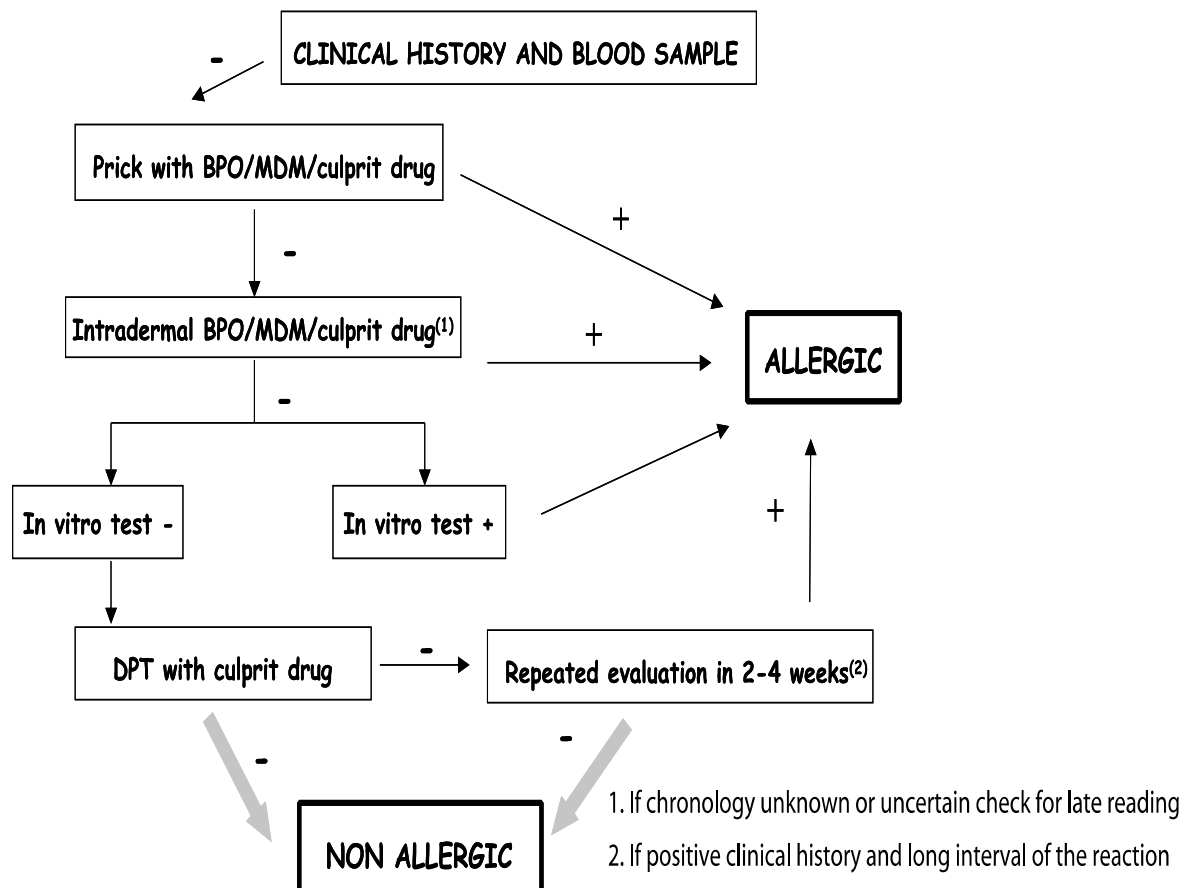 CLINICAL HISTORY AND BLOOD SAMPLE
-
Prick with BPO/MDM/culprit drug
+
-
Intradermal BPO/MDM/culprit drug(1)
+
ALLERGIC
-
In vitro test -
In vitro test +
+
DPT with culprit drug
-
Repeated evaluation in 2-4 weeks(2)
-
-
NON ALLERGIC
1. If chronology unknown or uncertain check for late reading
2. If positive clinical history and long interval of the reaction